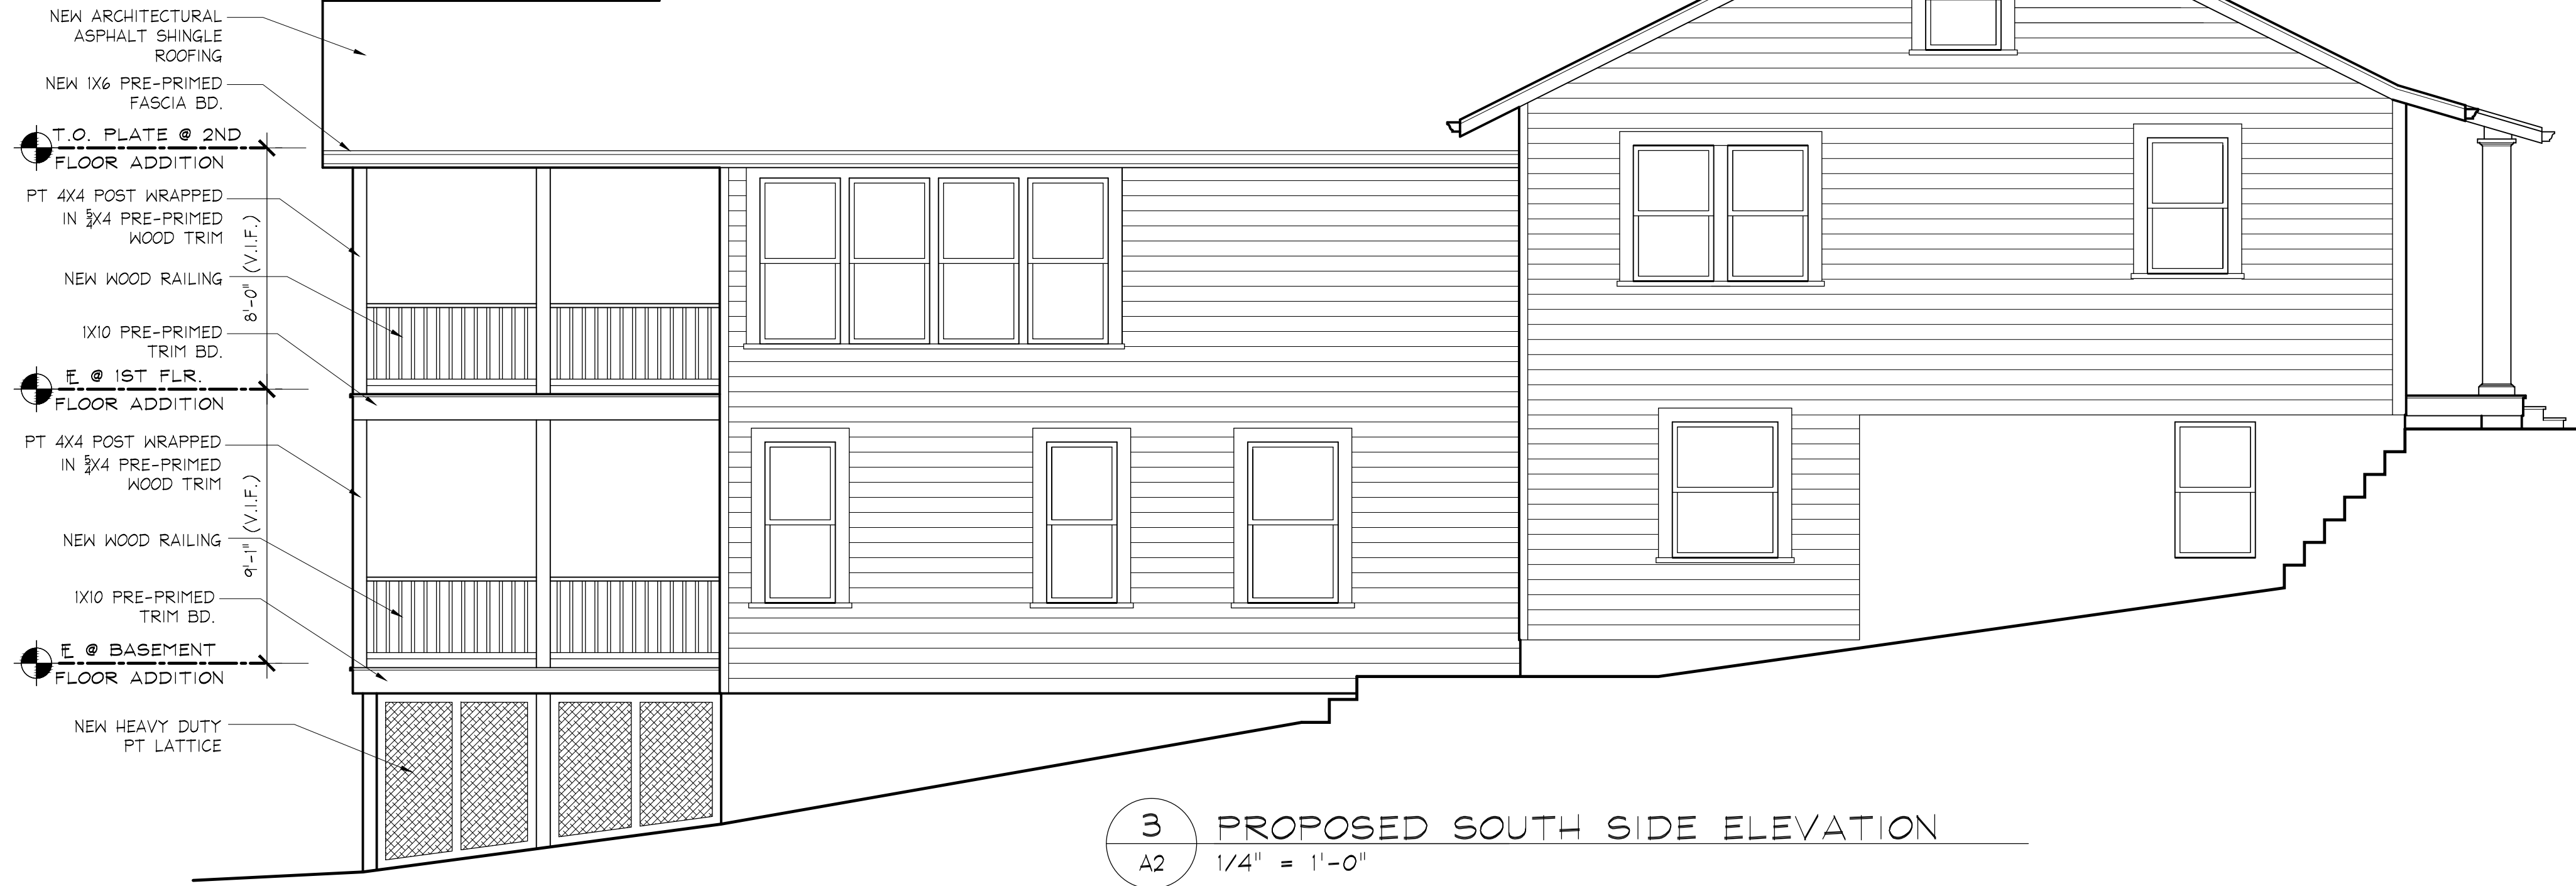 NEW ARCHITECTURAL
ASPHALT SHINGLE
ROOFING
NEW 1X6 PRE-PRIMED
FASCIA BD.
T.O. PLATE @ 2ND
FLOOR ADDITION
PT 4X4 POST WRAPPED
IN 5/4X4 PRE-PRIMED
WOOD TRIM
8'-0" (V.I.F.)
NEW WOOD RAILING
1X10 PRE-PRIMED
TRIM BD.
FL @ 1ST FLR.
FLOOR ADDITION
PT 4X4 POST WRAPPED
IN 5/4X4 PRE-PRIMED
WOOD TRIM
9'-1" (V.I.F.)
NEW WOOD RAILING
1X10 PRE-PRIMED
TRIM BD.
FL @ BASEMENT
FLOOR ADDITION
NEW HEAVY DUTY
PT LATTICE
3
A2
PROPOSED SOUTH SIDE ELEVATION
1/4" = 1'-0"